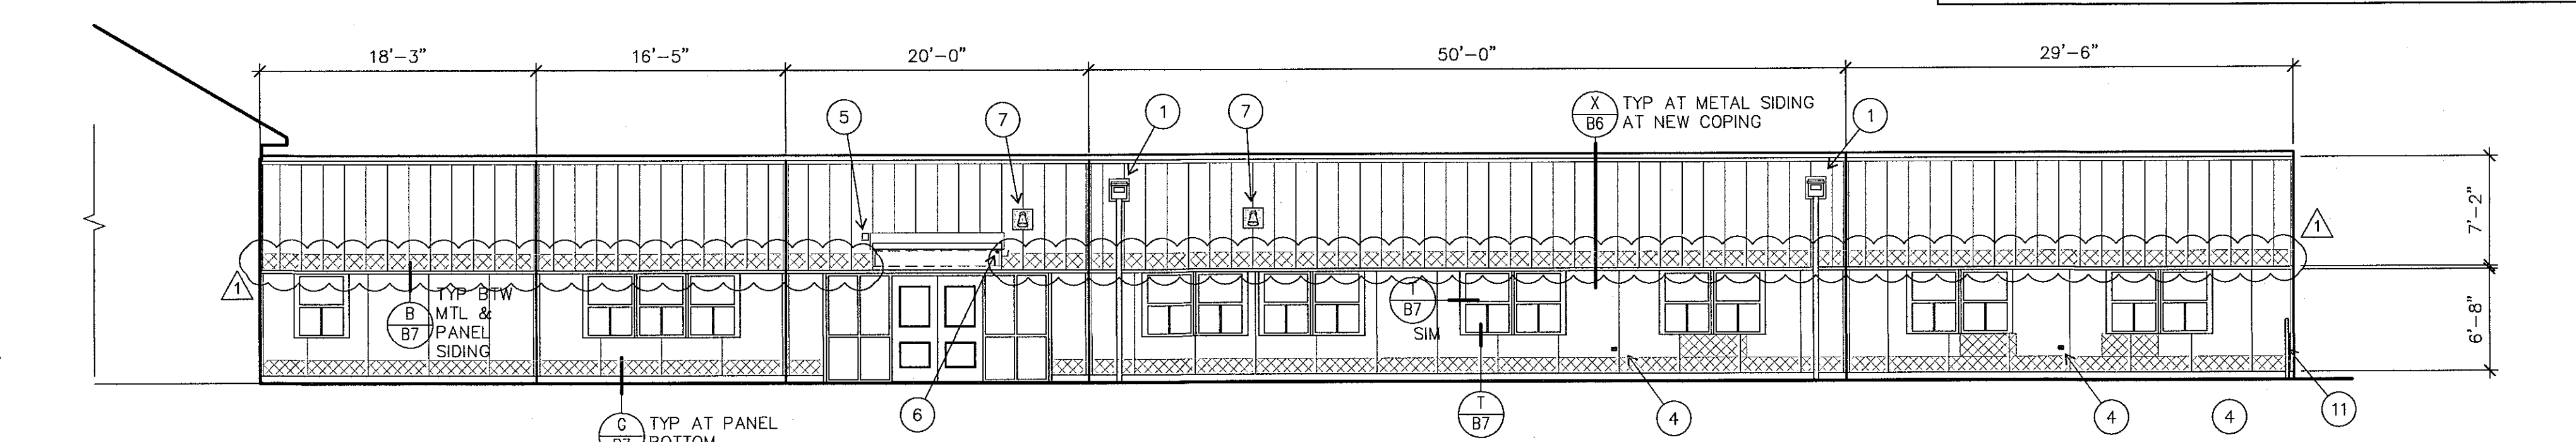 18'-3"
16'-5"
20'-0"
50'-0"
29'-6"
5
7
1
7
X
B6
TYP AT METAL SIDING
AT NEW COPING
1
7'-2"
1
1
B
B7
TYP BTW
MTL &
PANEL
SIDING
T
B7
SIM
6'-8"
G
B7
TYP AT PANEL
BOTTOM
6
T
B7
4
4
4
11